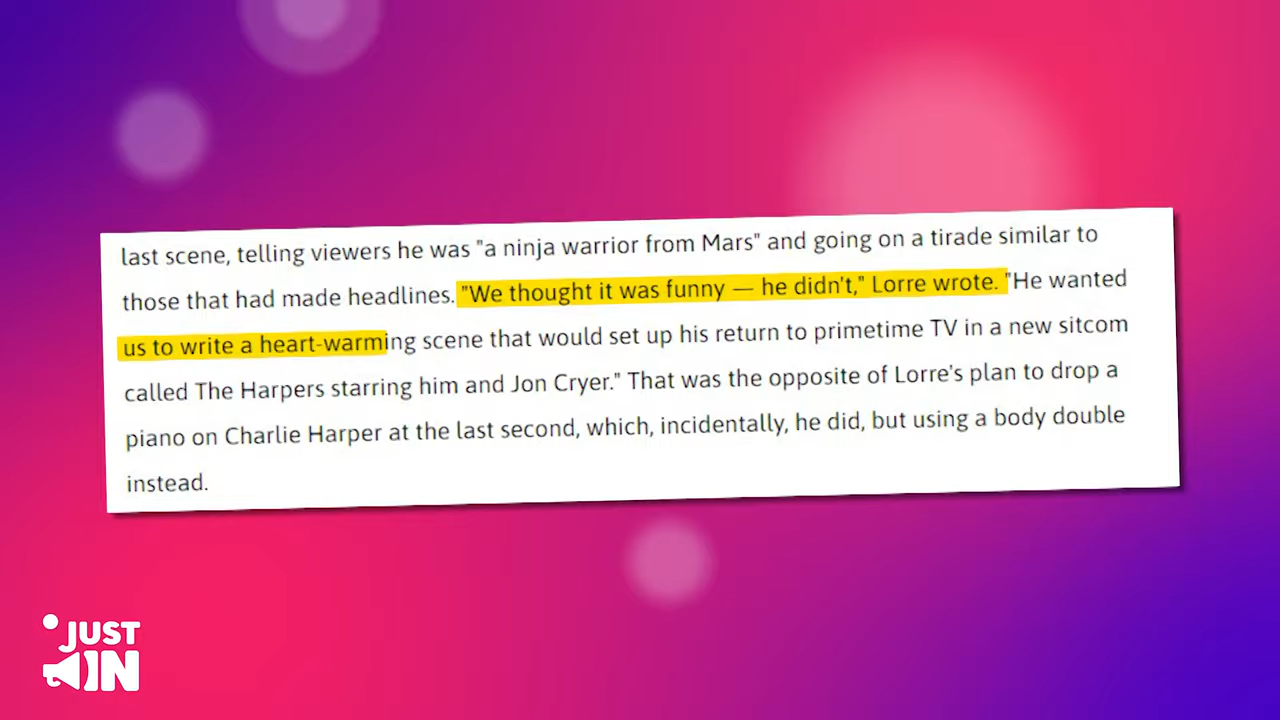 last scene, telling viewers he was "a ninja warrior from Mars" and going on a tirade similar to
those that had made headlines. "We thought it was funny — he didn't," Lorre wrote. "He wanted
us to write a heart-warming scene that would set up his return to primetime TV in a new sitcom
called The Harpers starring him and Jon Cryer." That was the opposite of Lorre's plan to drop a
piano on Charlie Harper at the last second, which, incidentally, he did, but using a body double
instead.
JUST
IN